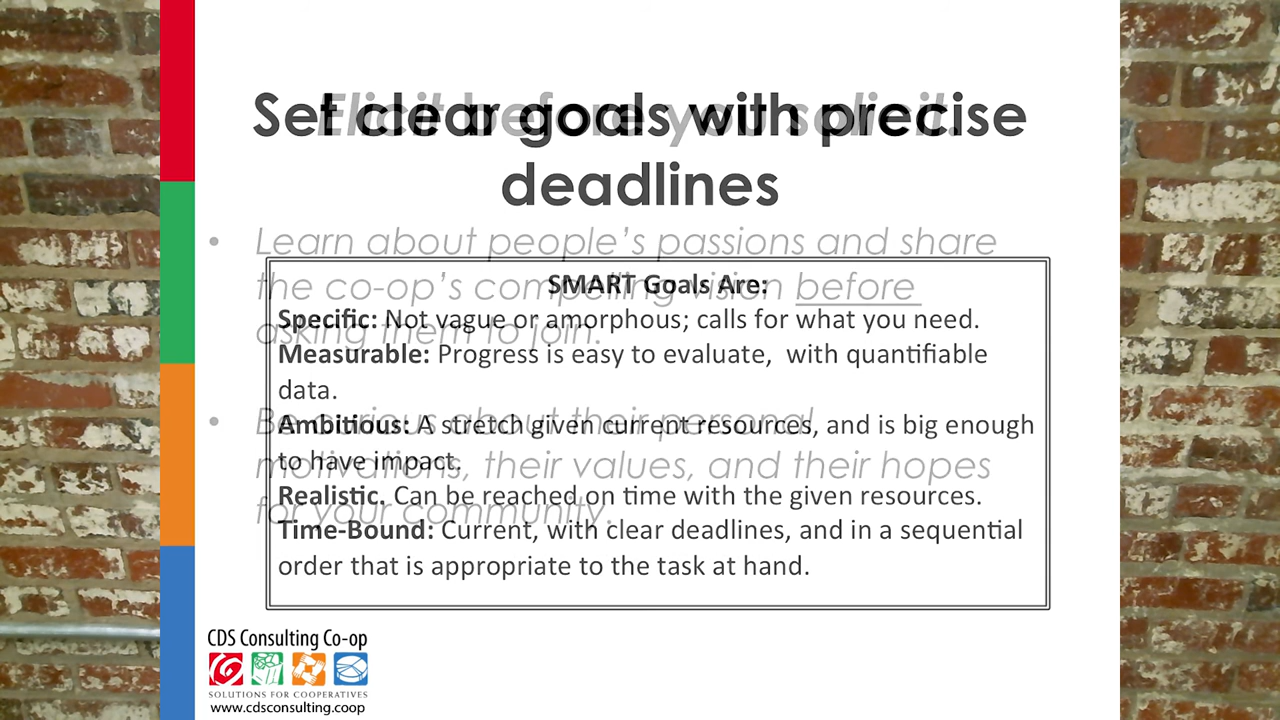 Set clear goals with precise
deadlines
Elicit before you solicit.
• Learn about people's passions and share
the co-op's compelling vision before
asking them to join.
• Be curious about their personal
motivations, their values, and their hopes
for your community.
SMART Goals Are:
Specific: Not vague or amorphous; calls for what you need.
Measurable: Progress is easy to evaluate, with quantifiable
data.
Ambitious: A stretch given current resources, and is big enough
to have impact.
Realistic. Can be reached on time with the given resources.
Time-Bound: Current, with clear deadlines, and in a sequential
order that is appropriate to the task at hand.
CDS Consulting Co-op
SOLUTIONS FOR COOPERATIVES
www.cdsconsulting.coop